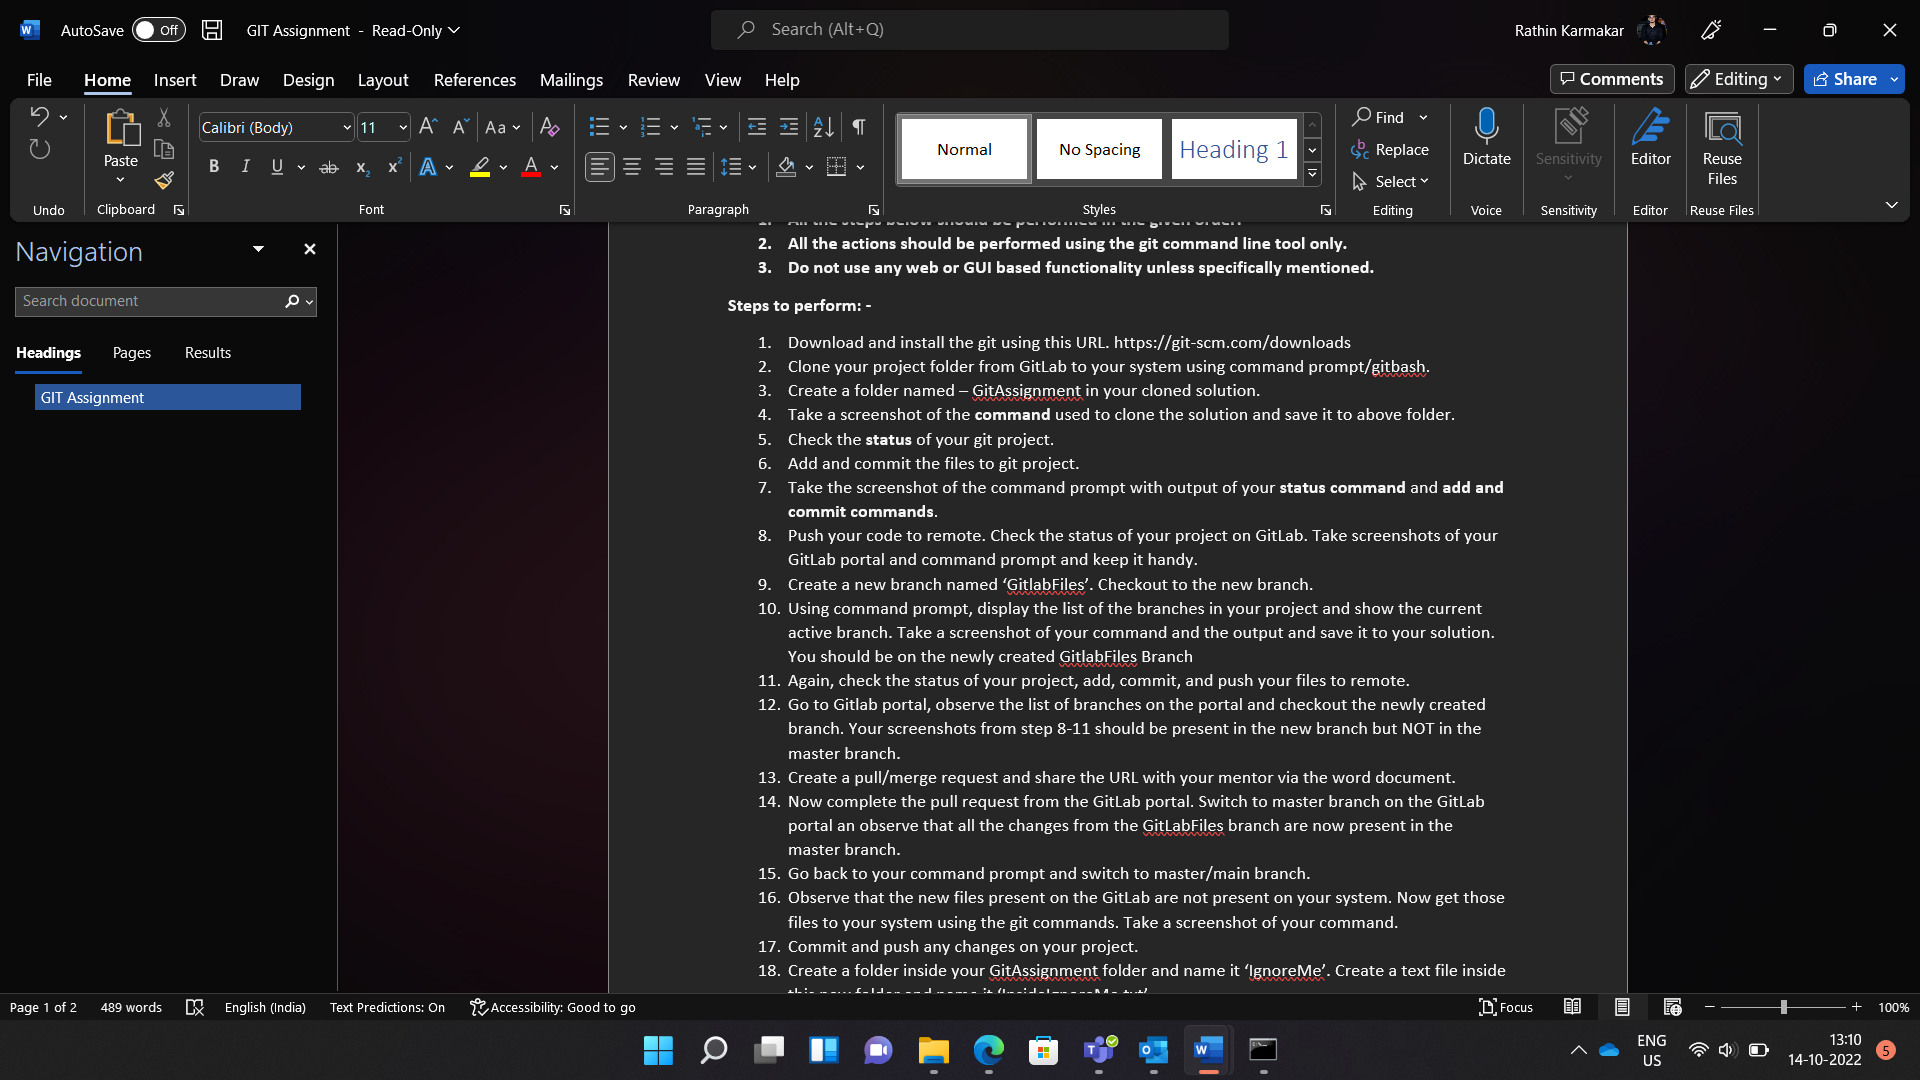 AutoSave Off GIT Assignment - Read-Only Search (Alt+Q) Rathin Karmakar
File Home Insert Draw Design Layout References Mailings Review View Help Comments Editing Share
Paste Calibri (Body) 11 Aa Normal No Spacing Heading 1 Find Replace Select Dictate Sensitivity Editor Reuse Files
Undo Clipboard Font Paragraph Styles Editing Voice Sensitivity Editor Reuse Files
Navigation
Search document
Headings Pages Results
GIT Assignment
1. All the steps below should be performed in the given order.
2. All the actions should be performed using the git command line tool only.
3. Do not use any web or GUI based functionality unless specifically mentioned.
Steps to perform: -
1. Download and install the git using this URL. https://git-scm.com/downloads
2. Clone your project folder from GitLab to your system using command prompt/gitbash.
3. Create a folder named – GitAssignment in your cloned solution.
4. Take a screenshot of the command used to clone the solution and save it to above folder.
5. Check the status of your git project.
6. Add and commit the files to git project.
7. Take the screenshot of the command prompt with output of your status command and add and
commit commands.
8. Push your code to remote. Check the status of your project on GitLab. Take screenshots of your
GitLab portal and command prompt and keep it handy.
9. Create a new branch named ‘GitlabFiles’. Checkout to the new branch.
10. Using command prompt, display the list of the branches in your project and show the current
active branch. Take a screenshot of your command and the output and save it to your solution.
You should be on the newly created GitlabFiles Branch
11. Again, check the status of your project, add, commit, and push your files to remote.
12. Go to Gitlab portal, observe the list of branches on the portal and checkout the newly created
branch. Your screenshots from step 8-11 should be present in the new branch but NOT in the
master branch.
13. Create a pull/merge request and share the URL with your mentor via the word document.
14. Now complete the pull request from the GitLab portal. Switch to master branch on the GitLab
portal an observe that all the changes from the GitLabFiles branch are now present in the
master branch.
15. Go back to your command prompt and switch to master/main branch.
16. Observe that the new files present on the GitLab are not present on your system. Now get those
files to your system using the git commands. Take a screenshot of your command.
17. Commit and push any changes on your project.
18. Create a folder inside your GitAssignment folder and name it ‘IgnoreMe’. Create a text file inside
this new folder and name it ‘InsideIgnoreMe.txt’
Page 1 of 2 489 words English (India) Text Predictions: On Accessibility: Good to go Focus 100%
ENG
US
13:10
14-10-2022
5